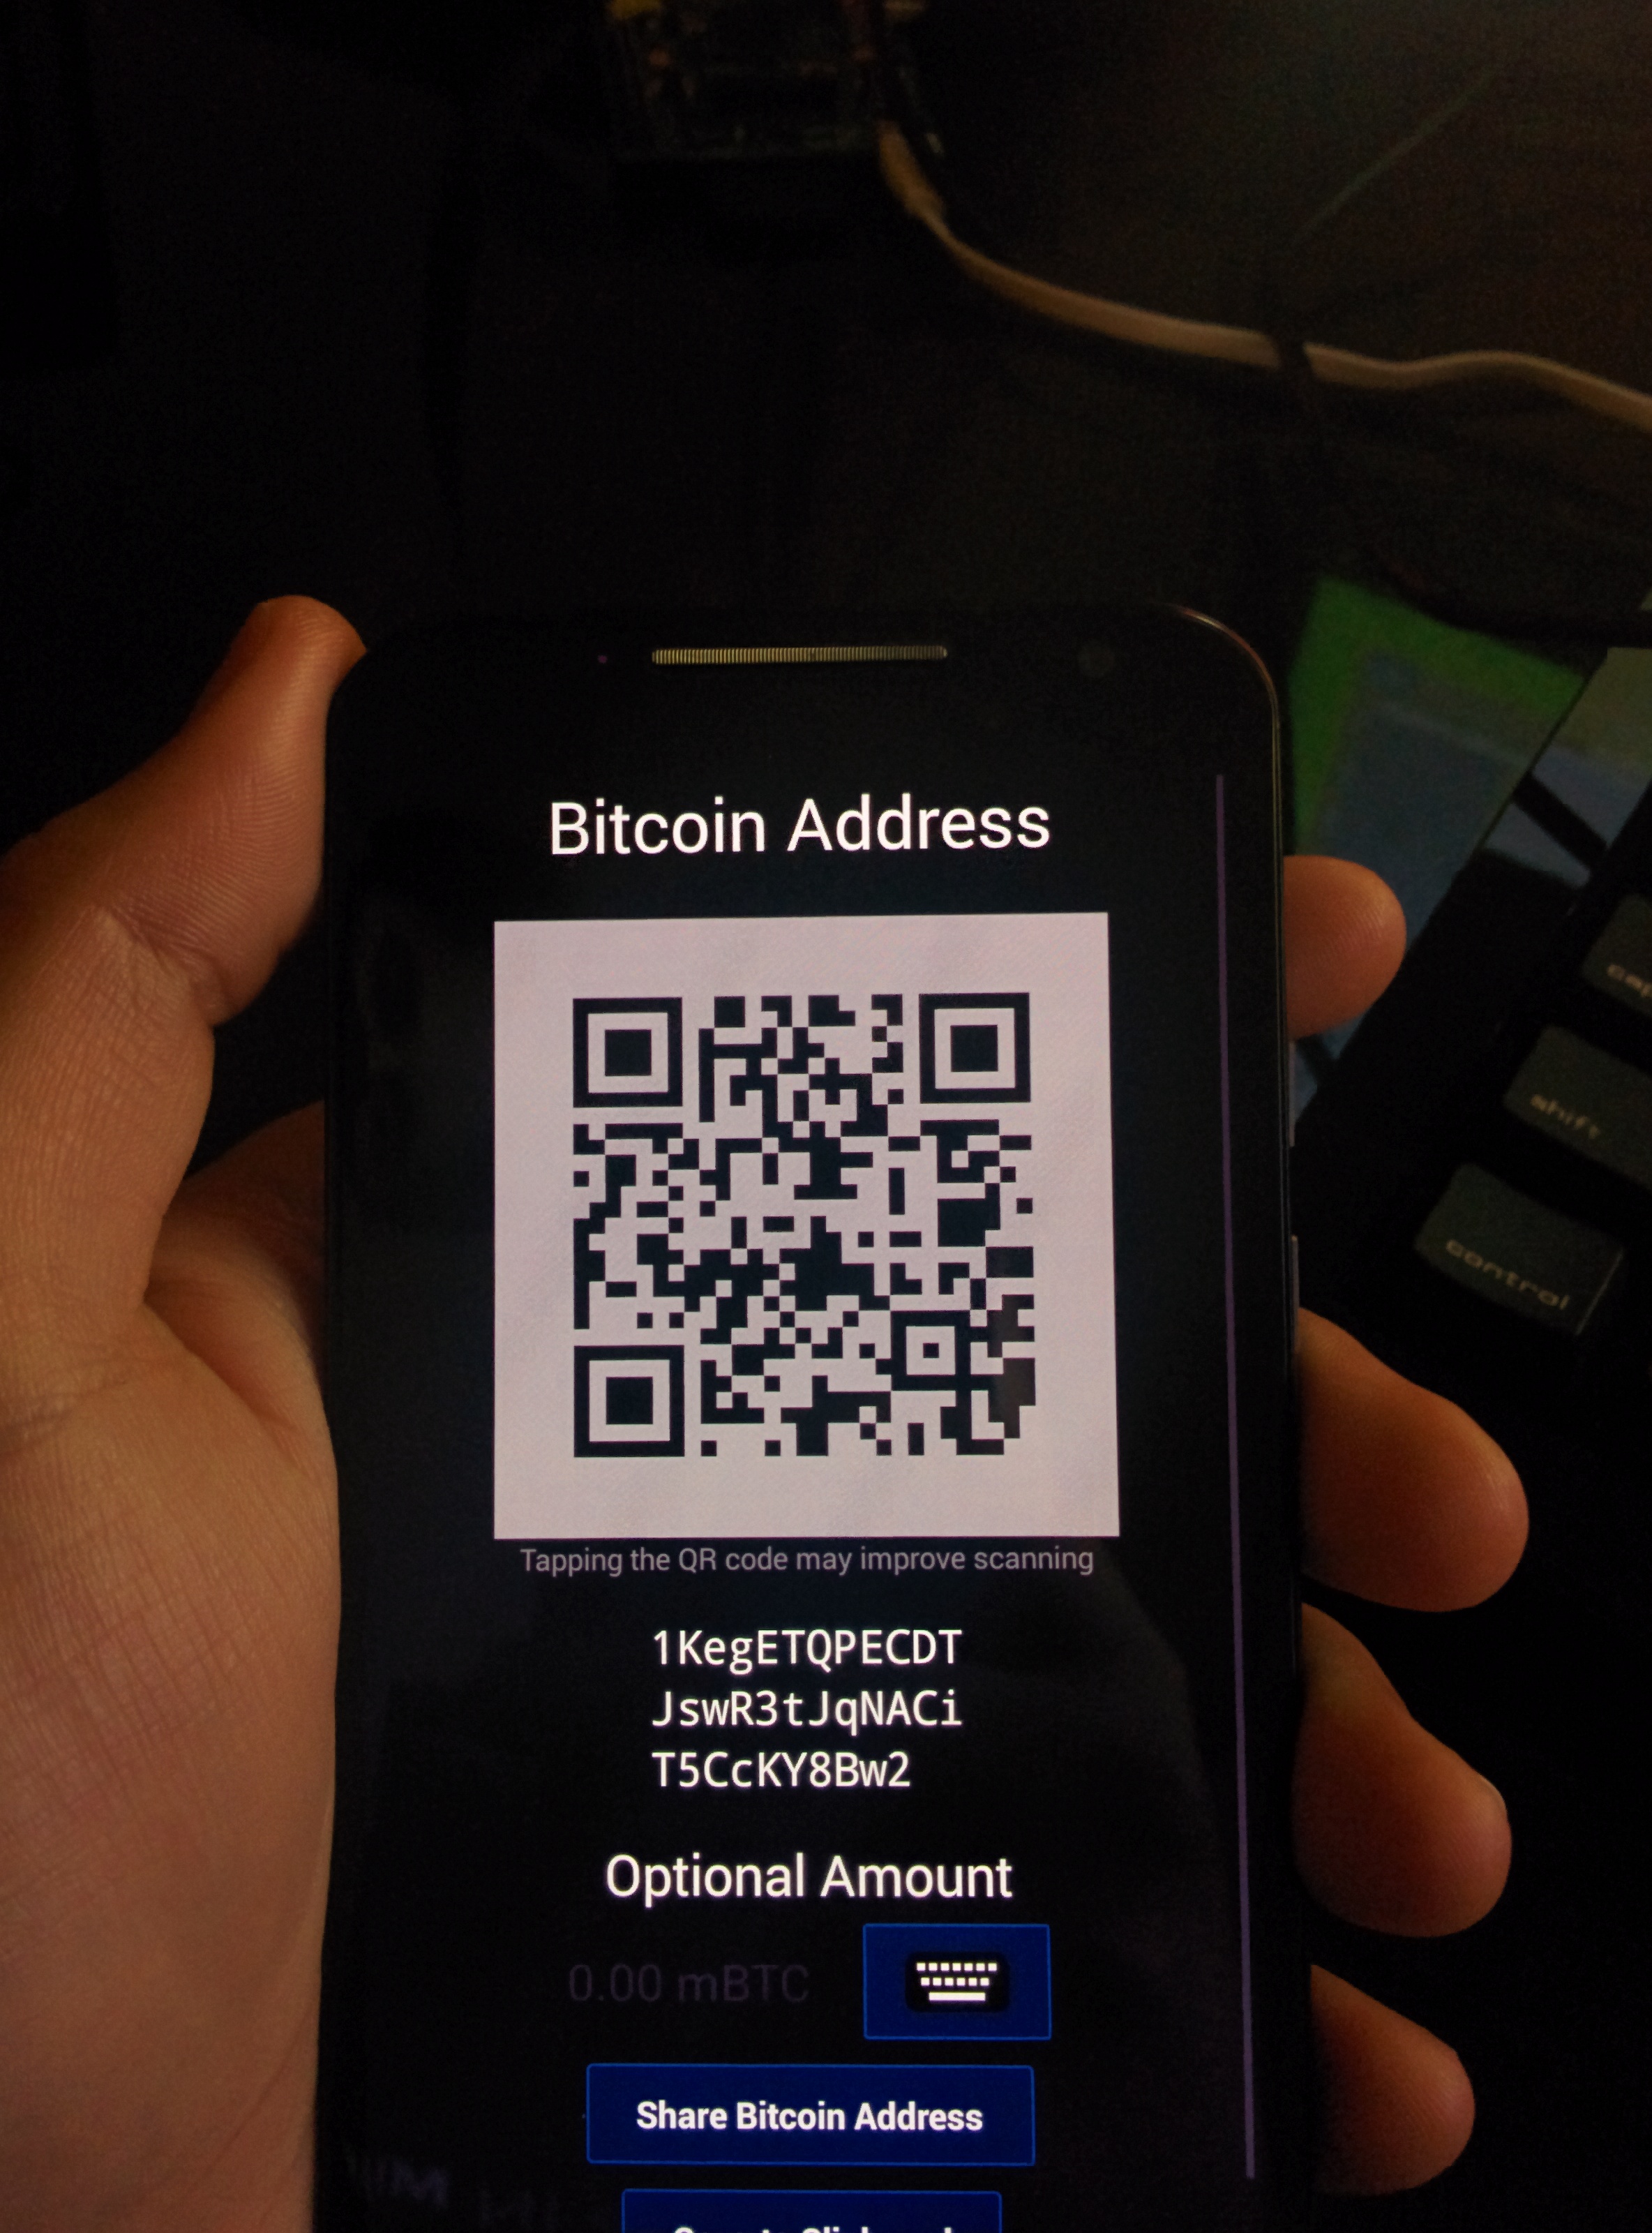 Bitcoin Address
Tapping the QR code may improve scanning
1KegETQPECDT
JswR3tJqNACi
T5CcKY8Bw2
Optional Amount
0.00 mBTC
Share Bitcoin Address
shift
control